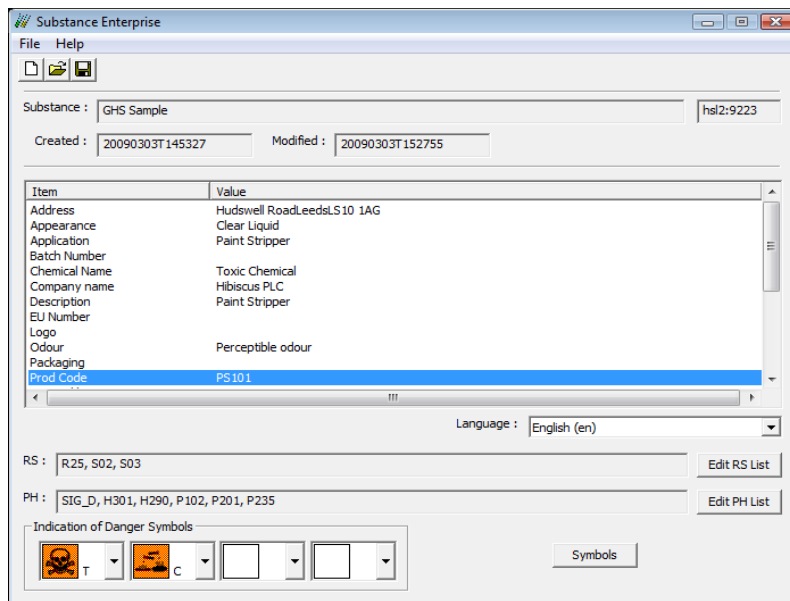 Substance Enterprise
File Help
Substance : GHS Sample hsl2:9223
Created : 20090303T145327 Modified : 20090303T152755
Item Value
Address Hudswell RoadLeedsLS10 1AG
Appearance Clear Liquid
Application Paint Stripper
Batch Number
Chemical Name Toxic Chemical
Company name Hibiscus PLC
Description Paint Stripper
EU Number
Logo
Odour Perceptible odour
Packaging
Prod Code PS101
Language : English (en)
RS : R25, S02, S03 Edit RS List
PH : SIG_D, H301, H290, P102, P201, P235 Edit PH List
Indication of Danger Symbols
T C Symbols